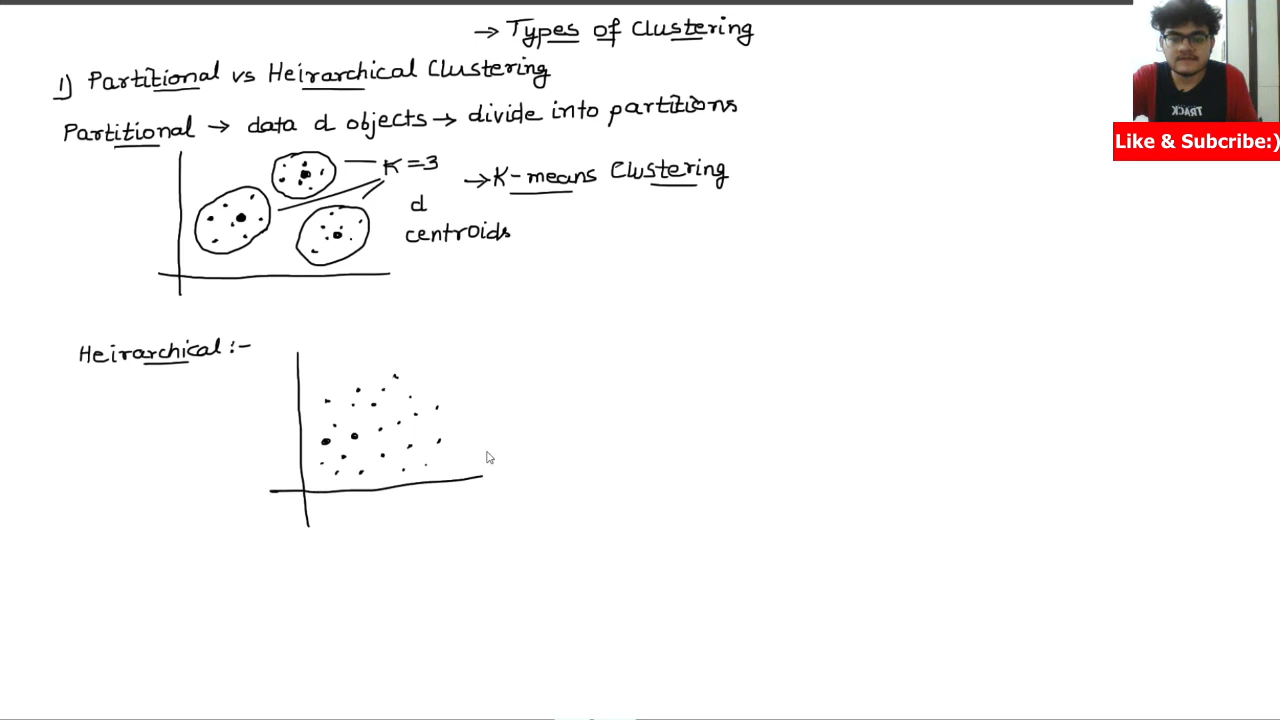 → Types of Clustering
1) Partitional vs Heirarchical Clustering
Partitional → data d objects → divide into partitions
K=3
d
centroids
→ K-means Clustering
Heirarchical :-
TRACK
Like & Subcribe:)